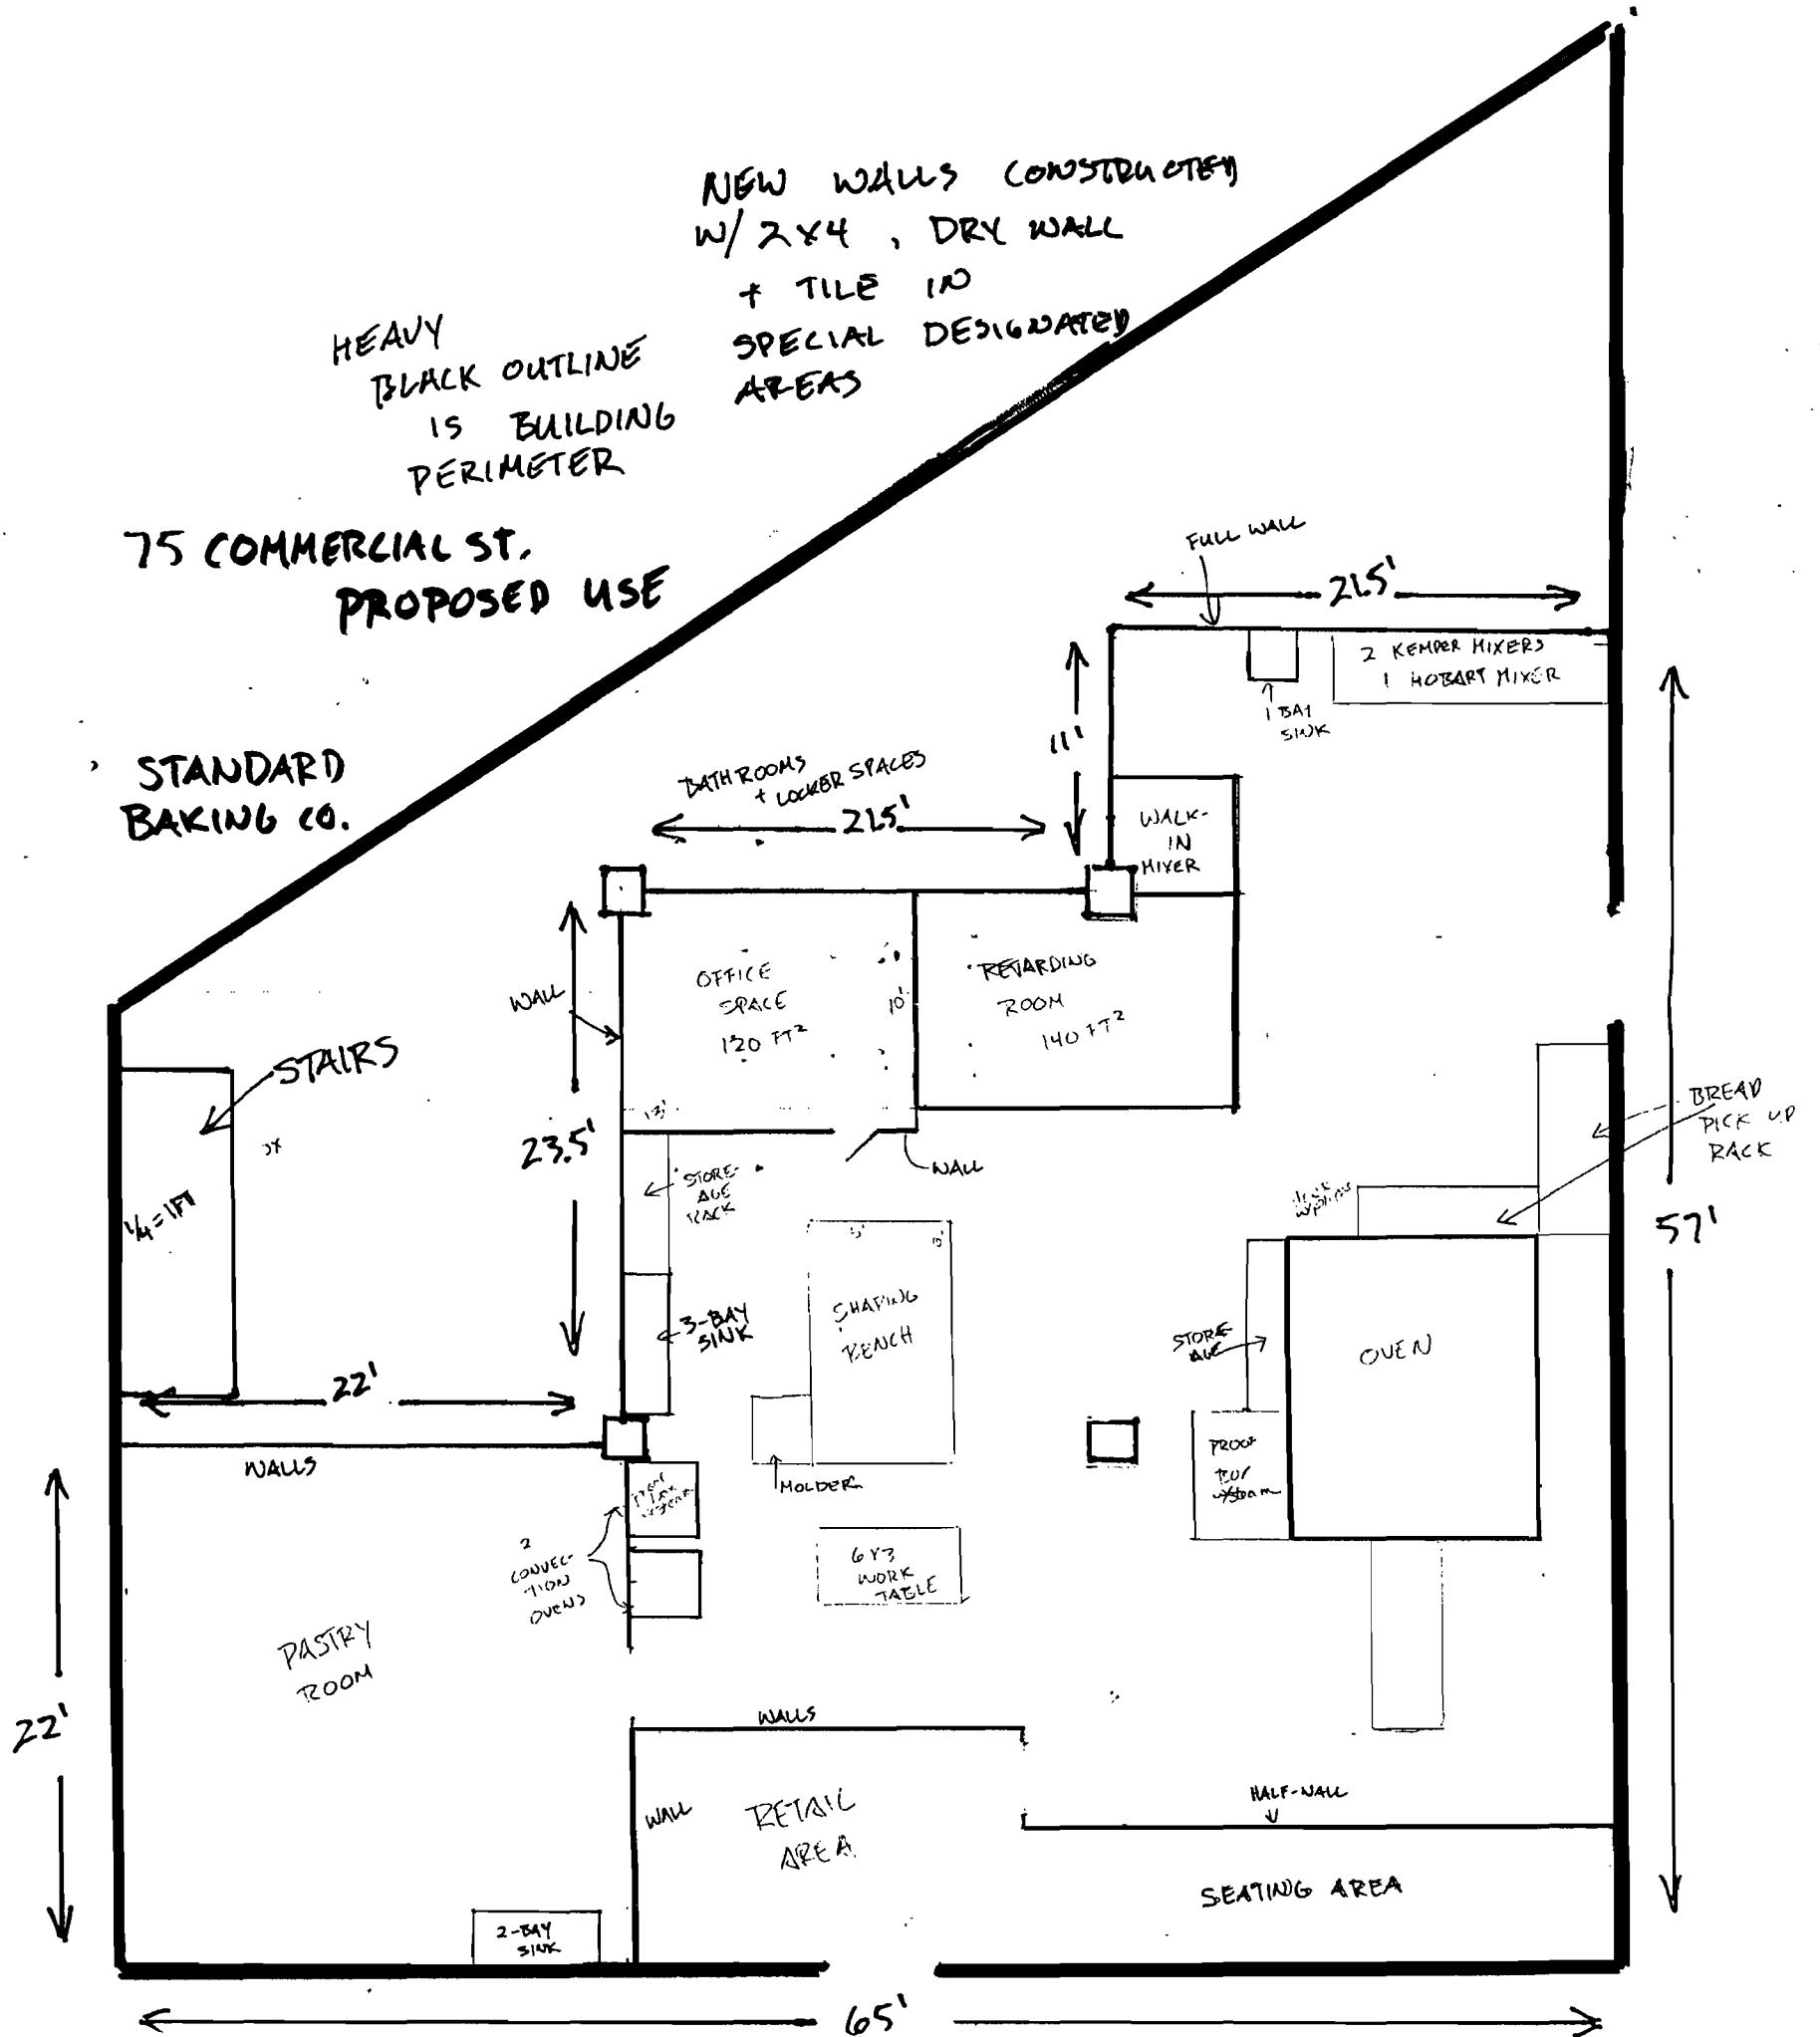 NEW WALLS CONSTRUCTED
W/ 2X4 , DRY WALL
+ TILE IN
SPECIAL DESIGNATED
AREAS
HEAVY
BLACK OUTLINE
IS BUILDING
PERIMETER
75 COMMERCIAL ST.
PROPOSED USE
STANDARD
BAKING CO.
FULL WALL
21.5'
2 KEMPER MIXERS
1 HOBART MIXER
1 BAY
SINK
11'
BATHROOMS
+ LOCKER SPACES
21.5'
WALK-
IN
MIXER
WALL
OFFICE
SPACE
120 FT²
10'
RETARDING
ROOM
140 FT²
13'
STAIRS
1/4 = 1FT
23.5'
WALL
STORE-
AGE
RACK
BREAD
PICK UP
RACK
57'
3-BAY
SINK
SHAPING
BENCH
STORE-
AGE
OVEN
22'
WALLS
MOLDER
PROOF
BOX
w/steam
2
CONVEC-
TION
OVENS
6X3
WORK
TABLE
PASTRY
ROOM
22'
WALLS
WALL
RETAIL
AREA
HALF-WALL
SEATING AREA
2-BAY
SINK
65'